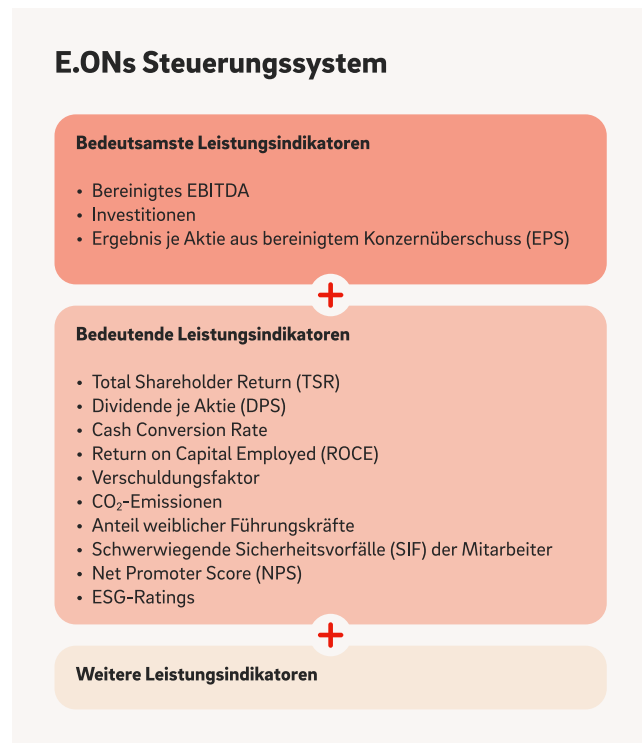 E.ONs Steuerungssystem
Bedeutsamste Leistungsindikatoren
• Bereinigtes EBITDA
• Investitionen
• Ergebnis je Aktie aus bereinigtem Konzernüberschuss (EPS)
+
Bedeutende Leistungsindikatoren
• Total Shareholder Return (TSR)
• Dividende je Aktie (DPS)
• Cash Conversion Rate
• Return on Capital Employed (ROCE)
• Verschuldungsfaktor
• CO₂-Emissionen
• Anteil weiblicher Führungskräfte
• Schwerwiegende Sicherheitsvorfälle (SIF) der Mitarbeiter
• Net Promoter Score (NPS)
• ESG-Ratings
+
Weitere Leistungsindikatoren